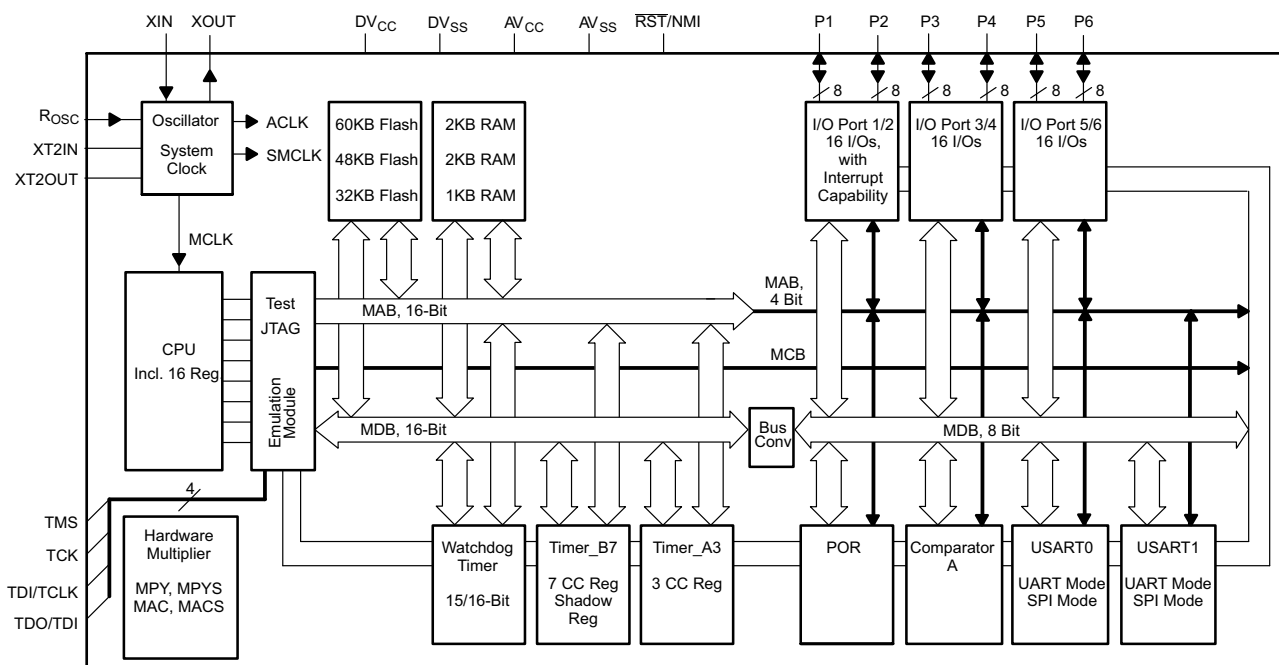 XIN XOUT DVCC DVSS AVCC AVSS RST/NMI P1 P2 P3 P4 P5 P6
8 8 8 8 8 8
ROSC
XT2IN
XT2OUT
Oscillator
System
Clock
ACLK
SMCLK
MCLK
60KB Flash
48KB Flash
32KB Flash
2KB RAM
2KB RAM
1KB RAM
I/O Port 1/2
16 I/Os,
with
Interrupt
Capability
I/O Port 3/4
16 I/Os
I/O Port 5/6
16 I/Os
CPU
Incl. 16 Reg.
Test
JTAG
Emulation
Module
MAB, 16-Bit
MAB,
4 Bit
MCB
MDB, 16-Bit
Bus
Conv
MDB, 8 Bit
4
TMS
TCK
TDI/TCLK
TDO/TDI
Hardware
Multiplier
MPY, MPYS
MAC, MACS
Watchdog
Timer
15/16-Bit
Timer_B7
7 CC Reg
Shadow
Reg
Timer_A3
3 CC Reg
POR
Comparator
A
USART0
UART Mode
SPI Mode
USART1
UART Mode
SPI Mode